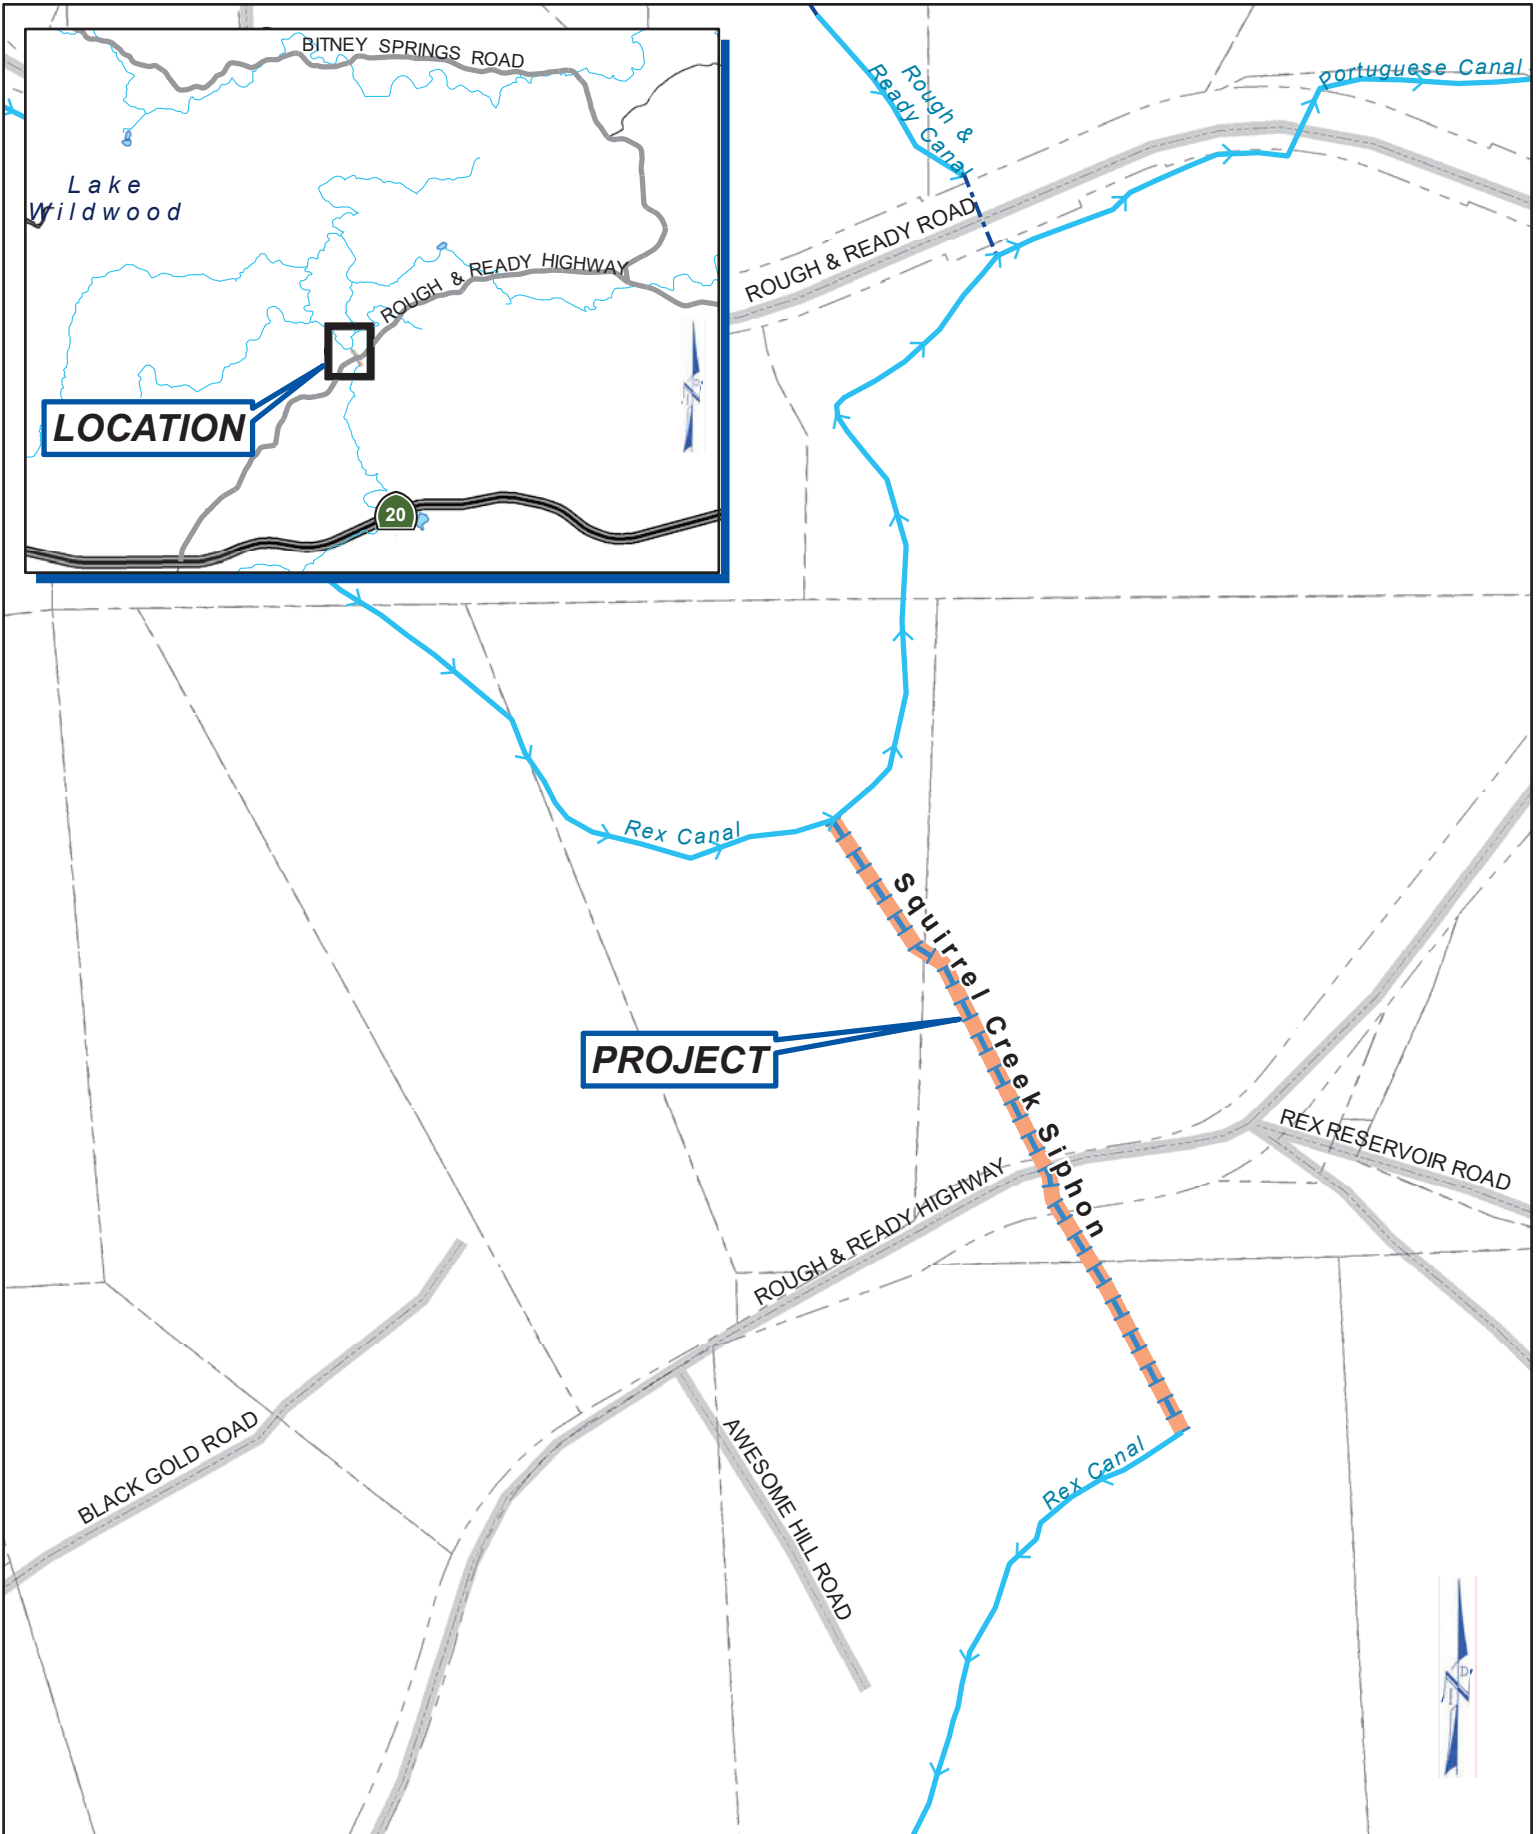 BITNEY SPRINGS ROAD
Lake
Wildwood
ROUGH & READY HIGHWAY
LOCATION
20
Rough &
Ready Canal
Portuguese Canal
ROUGH & READY ROAD
Rex Canal
Squirrel Creek Siphon
PROJECT
REX RESERVOIR ROAD
ROUGH & READY HIGHWAY
BLACK GOLD ROAD
AWESOME HILL ROAD
Rex Canal